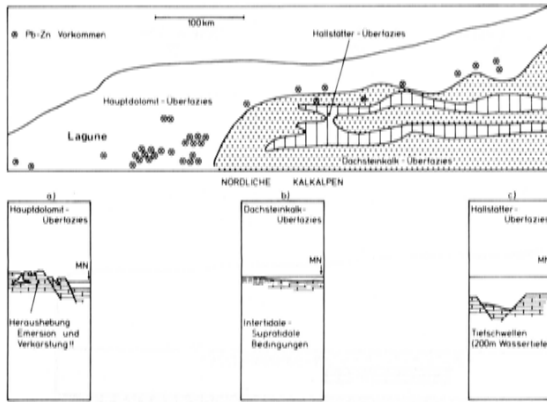 100 km
Pb-Zn Vorkommen
Hallstätter-Überfazies
Hauptdolomit-Überfazies
Lagune
Dachsteinkalk-Überfazies
NÖRDLICHE KALKALPEN
a)
Hauptdolomit-
Überfazies
MN
Heraushebung
Emersion und
Verkarstung!!
b)
Dachsteinkalk-
Überfazies
MN
Intertidale-
Supratidale
Bedingungen
c)
Hallstätter-
Überfazies
MN
Tiefschwellen
(200m Wassertiefe